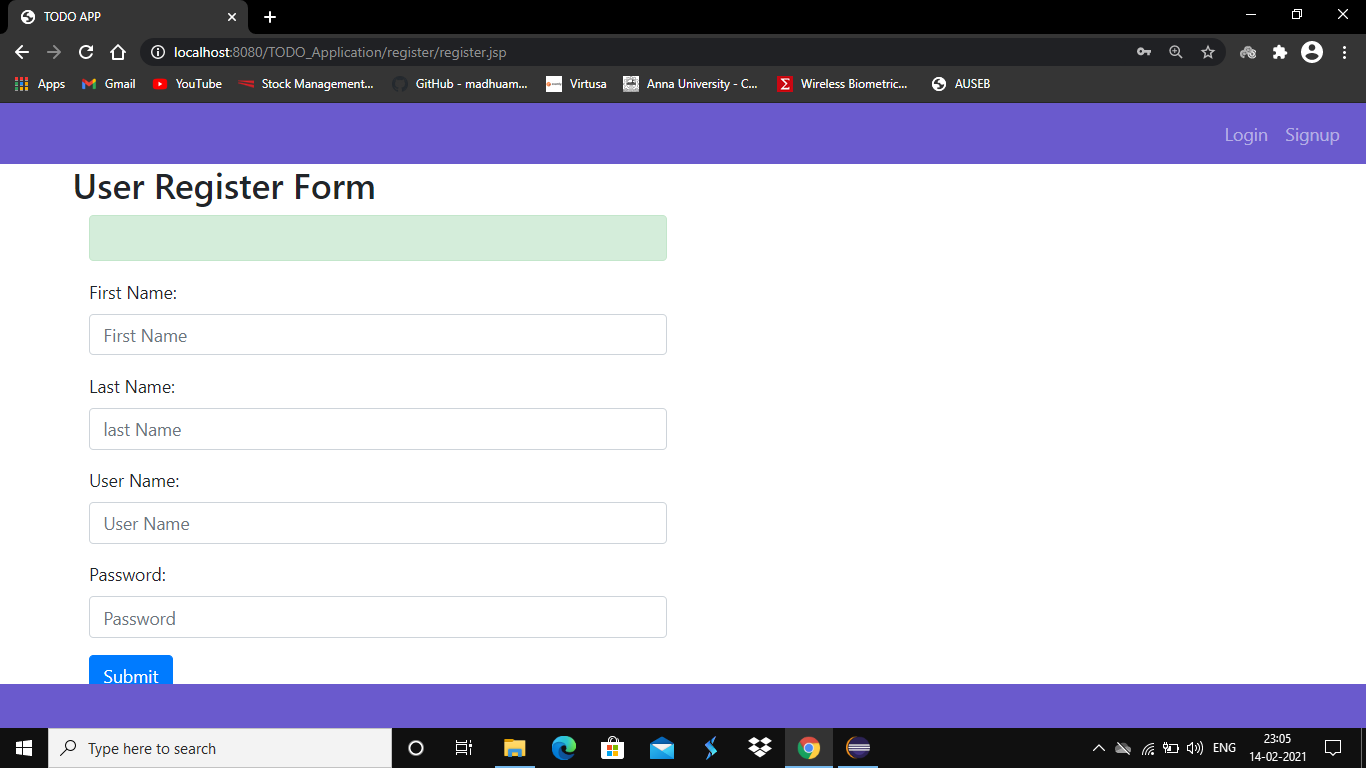 TODO APP
localhost:8080/TODO_Application/register/register.jsp
Apps Gmail YouTube Stock Management... GitHub - madhuam... Virtusa Anna University - C... Wireless Biometric... AUSEB
Login Signup
User Register Form
First Name:
First Name
Last Name:
last Name
User Name:
User Name
Password:
Password
Submit
Type here to search
ENG
23:05
14-02-2021